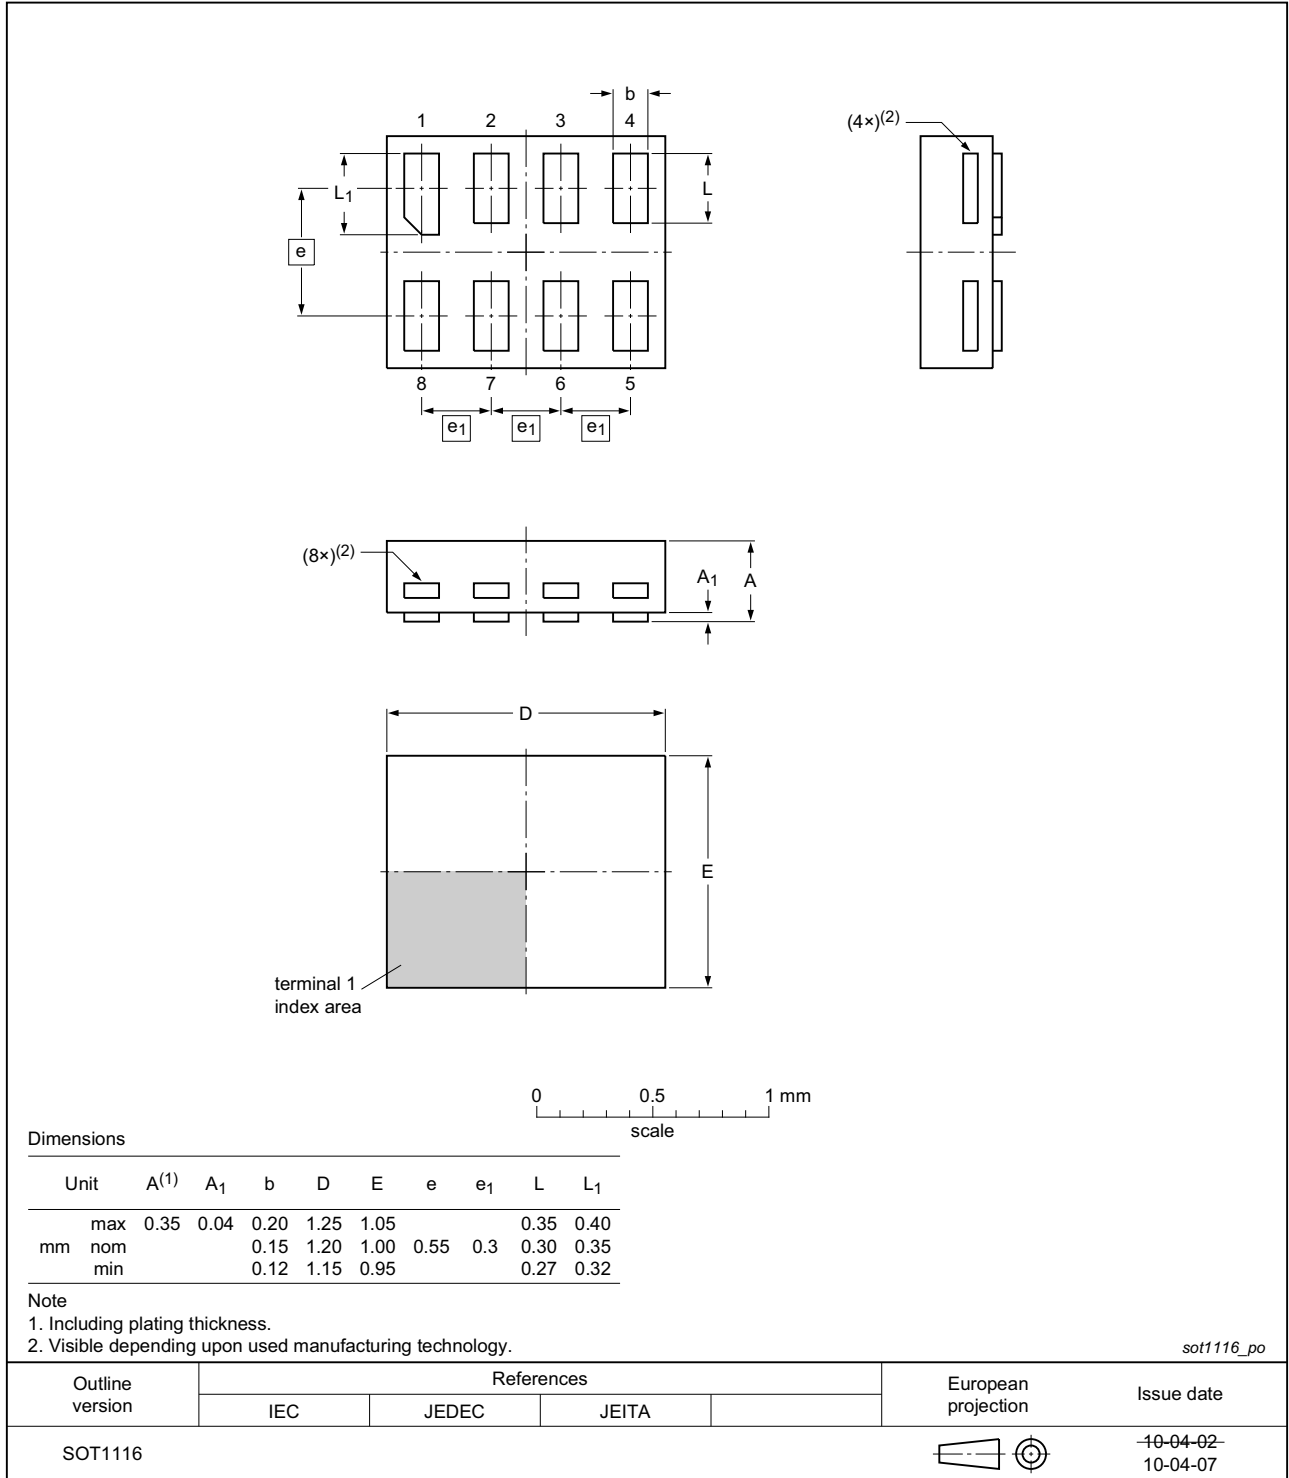 b
1 2 3 4
(4×)(2)
L1
L
e
8 7 6 5
e1 e1 e1
(8×)(2)
A1 A
D
E
terminal 1
index area
0 0.5 1 mm
scale
Dimensions
Unit A(1) A1 b D E e e1 L L1
max 0.35 0.04 0.20 1.25 1.05 0.35 0.40
mm nom 0.15 1.20 1.00 0.55 0.3 0.30 0.35
min 0.12 1.15 0.95 0.27 0.32
Note
1. Including plating thickness.
2. Visible depending upon used manufacturing technology.
sot1116_po
Outline
version
References
IEC JEDEC JEITA
European
projection
Issue date
SOT1116
10-04-02
10-04-07